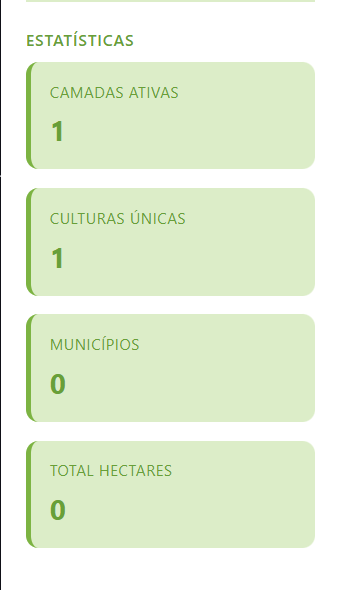 ESTATÍSTICAS
CAMADAS ATIVAS
1
CULTURAS ÚNICAS
1
MUNICÍPIOS
0
TOTAL HECTARES
0